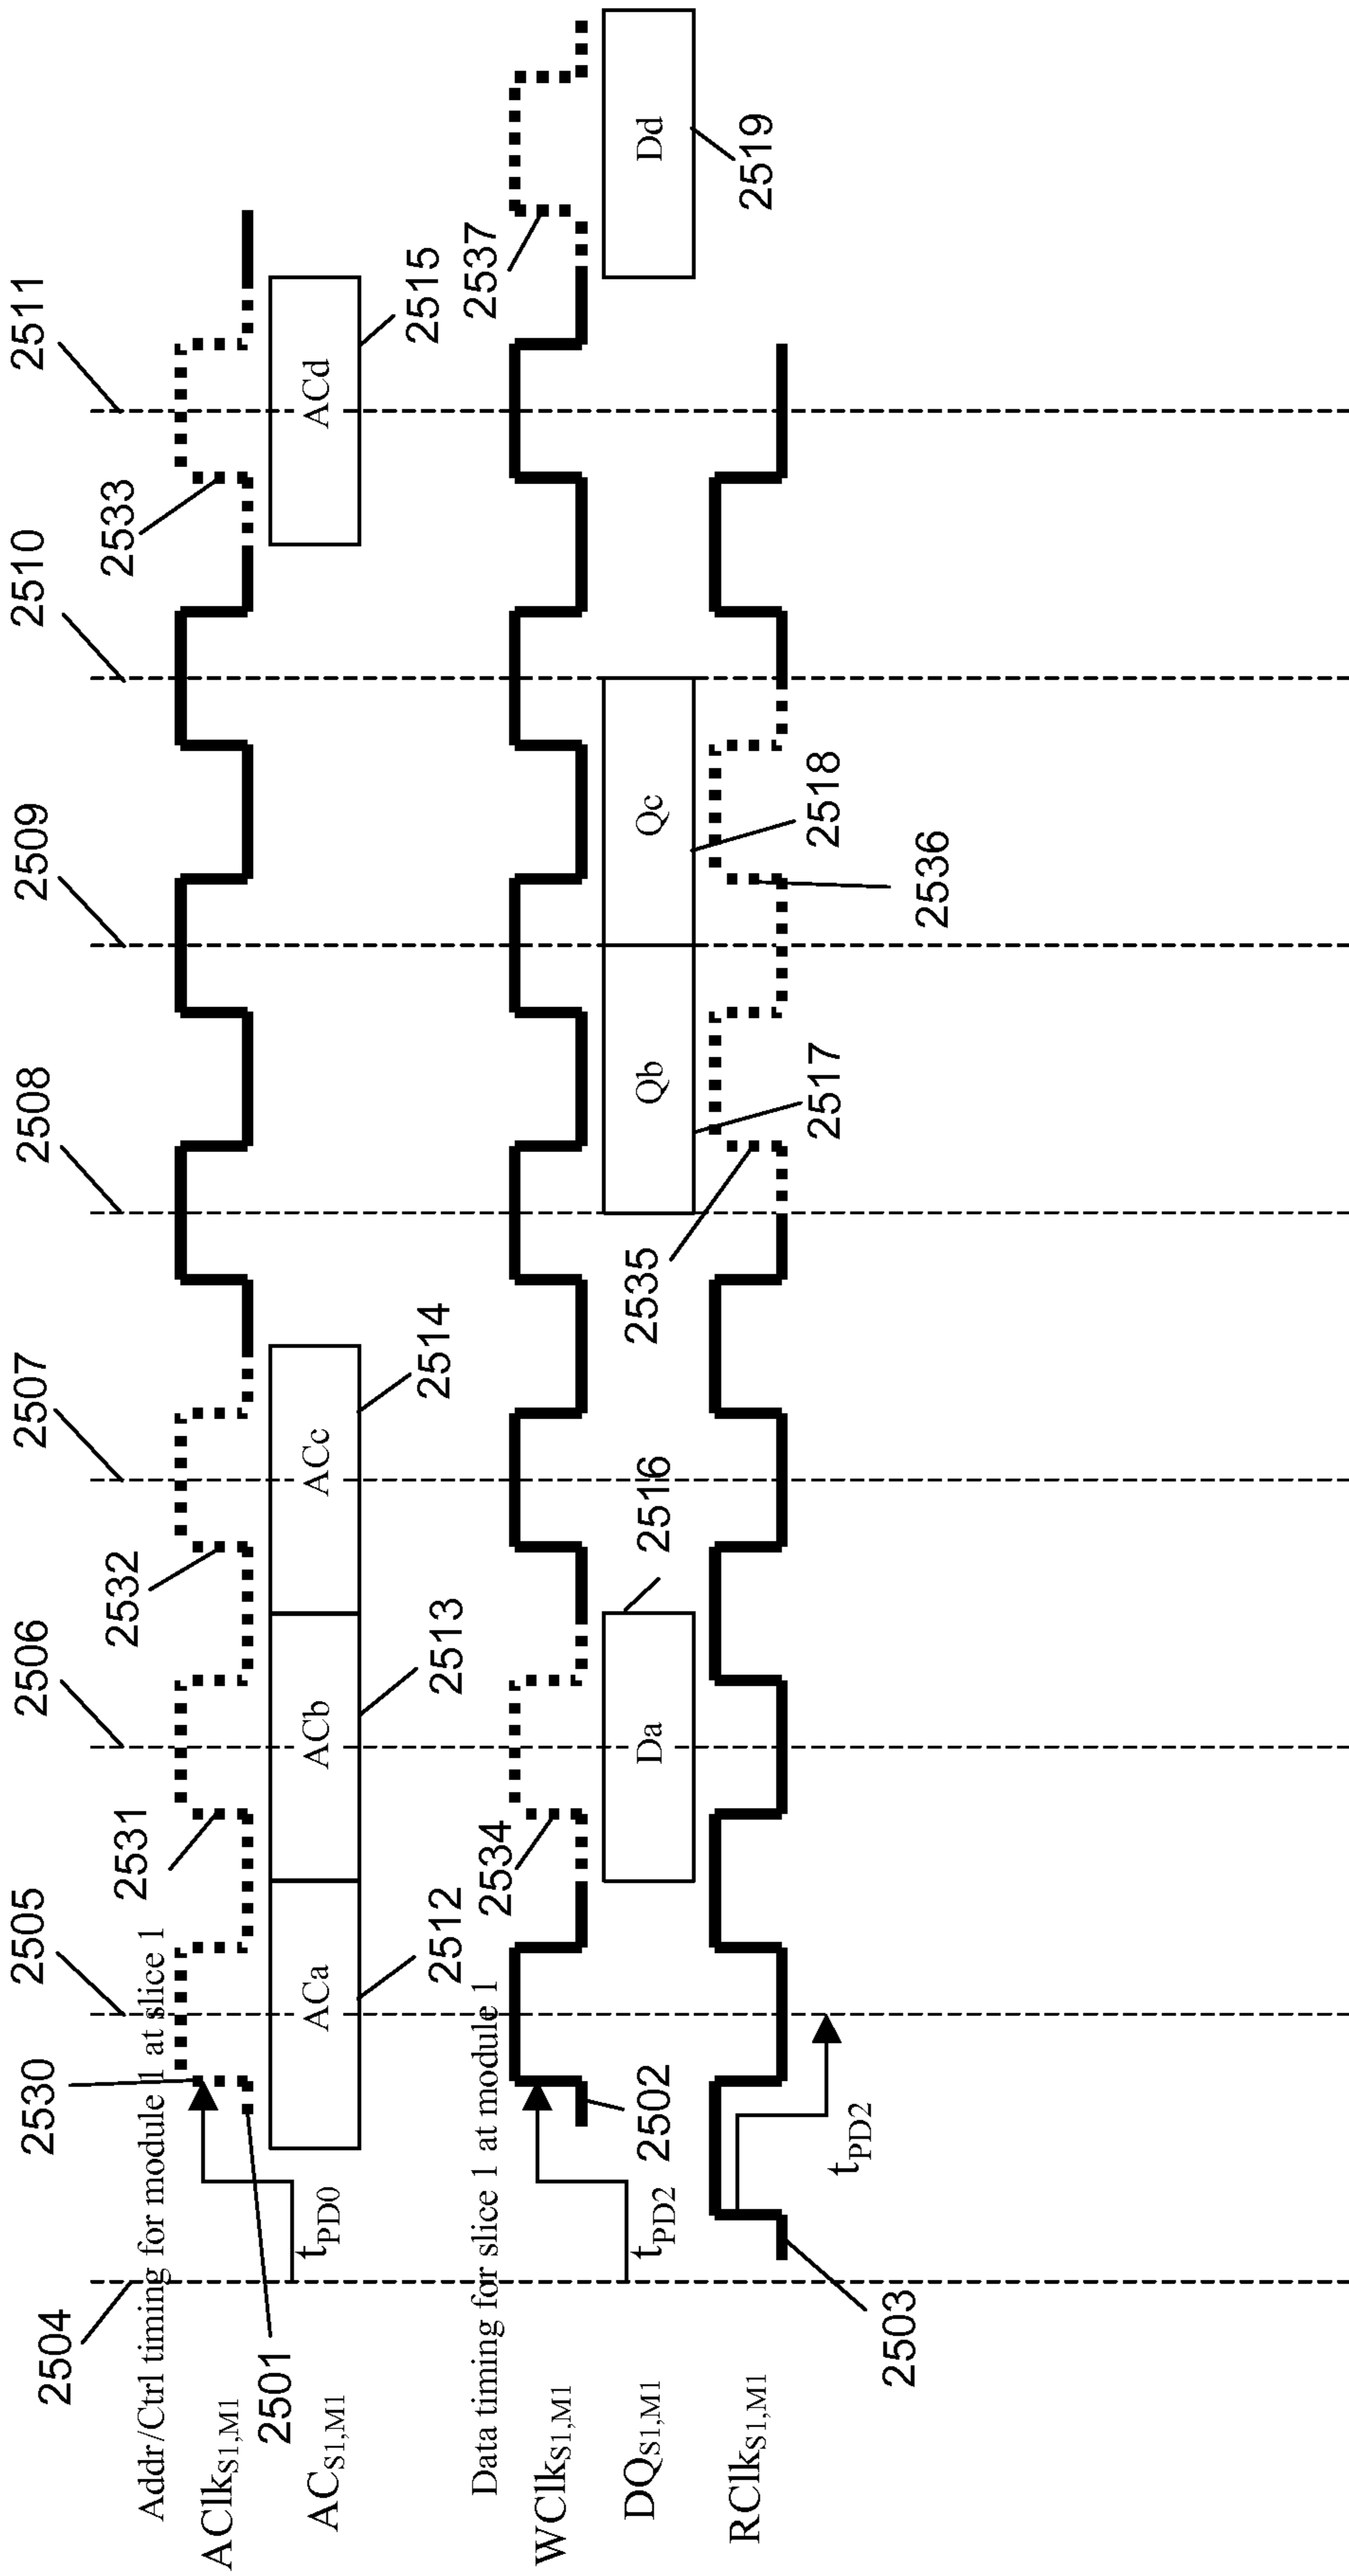 2504
2505
2506
2507
2508
2509
2510
2511
Addr/Ctrl timing for module 1 at slice 1
2530
2531
2532
2533
AClkS1,M1
2501
tPD0
ACS1,M1
ACa
ACb
ACc
ACd
2512
2513
2514
2515
Data timing for slice 1 at module 1
2534
2537
WClkS1,M1
2502
tPD2
2516
DQS1,M1
Da
Qb
Qc
Dd
2535
2519
RClkS1,M1
2517
2518
tPD2
2503
2536